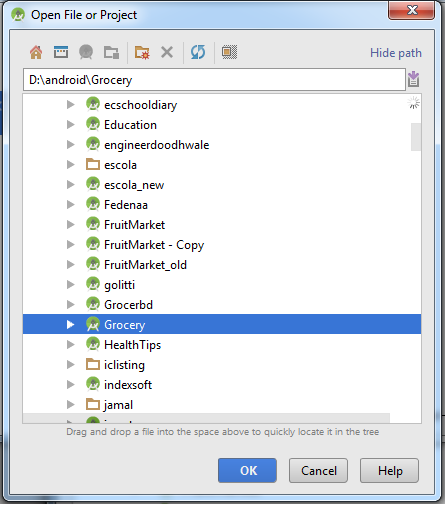 Open File or Project
Hide path
D:\android\Grocery
ecschooldiary
Education
engineerdoodhwale
escola
escola_new
Fedenaa
FruitMarket
FruitMarket - Copy
FruitMarket_old
golitti
Grocerbd
Grocery
HealthTips
iclisting
indexsoft
jamal
Drag and drop a file into the space above to quickly locate it in the tree
OK
Cancel
Help